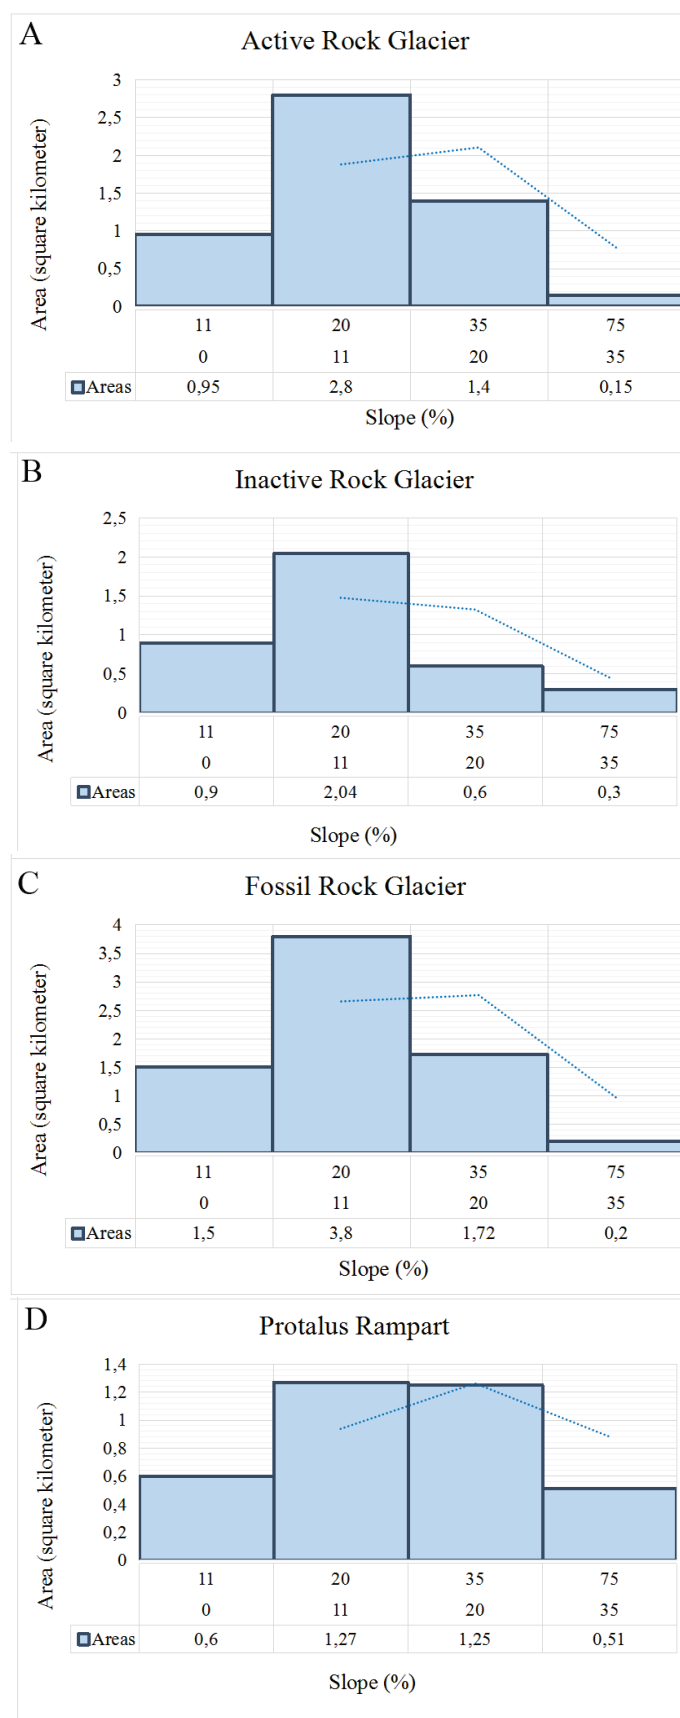 A
Active Rock Glacier
Area (square kilometer)
3
2,5
2
1,5
1
0,5
0
11 20 35 75
0 11 20 35
Areas 0,95 2,8 1,4 0,15
Slope (%)
B
Inactive Rock Glacier
Area (square kilometer)
2,5
2
1,5
1
0,5
0
11 20 35 75
0 11 20 35
Areas 0,9 2,04 0,6 0,3
Slope (%)
C
Fossil Rock Glacier
Area (square kilometer)
4
3,5
3
2,5
2
1,5
1
0,5
0
11 20 35 75
0 11 20 35
Areas 1,5 3,8 1,72 0,2
Slope (%)
D
Protalus Rampart
Area (square kilometer)
1,4
1,2
1
0,8
0,6
0,4
0,2
0
11 20 35 75
0 11 20 35
Areas 0,6 1,27 1,25 0,51
Slope (%)